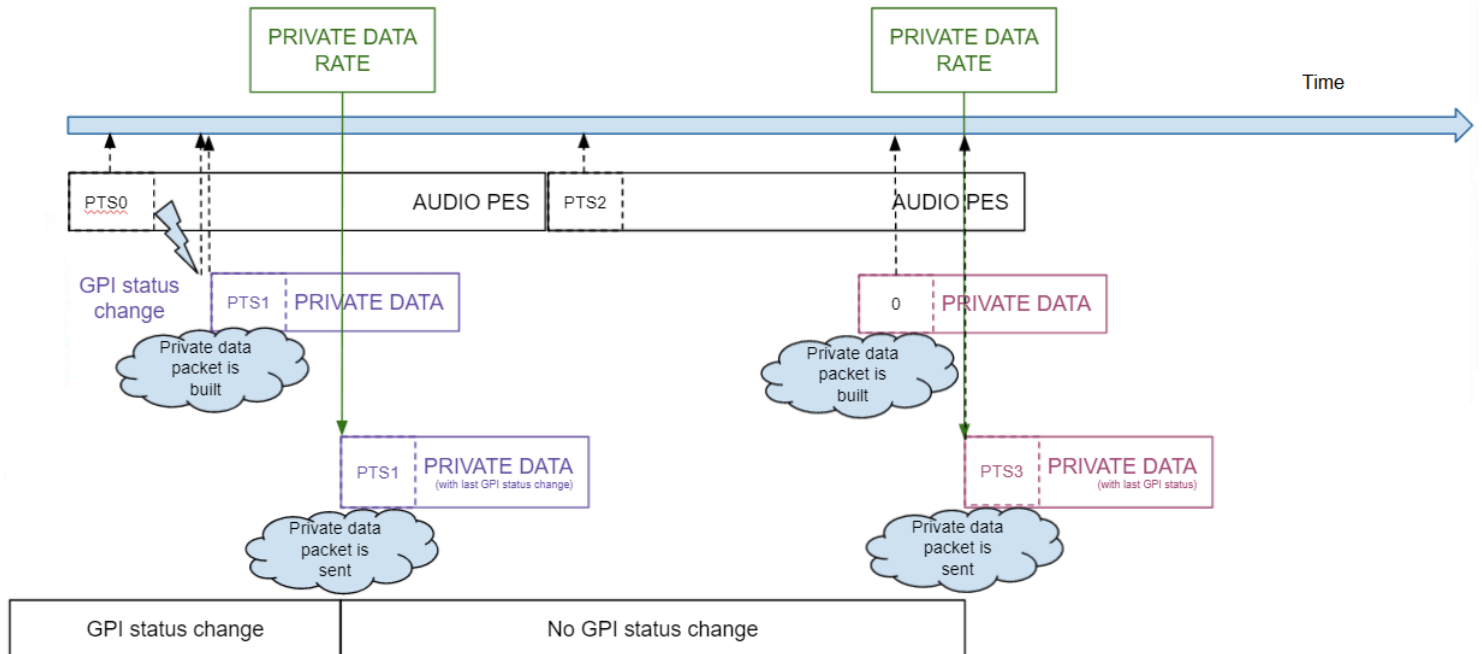 PRIVATE DATA
RATE
PRIVATE DATA
RATE
Time
PTS0
AUDIO PES
PTS2
AUDIO PES
GPI status
change
PTS1
PRIVATE DATA
0
PRIVATE DATA
Private data
packet is
built
Private data
packet is
built
PTS1
PRIVATE DATA
(with last GPI status change)
PTS3
PRIVATE DATA
(with last GPI status)
Private data
packet is
sent
Private data
packet is
sent
GPI status change
No GPI status change